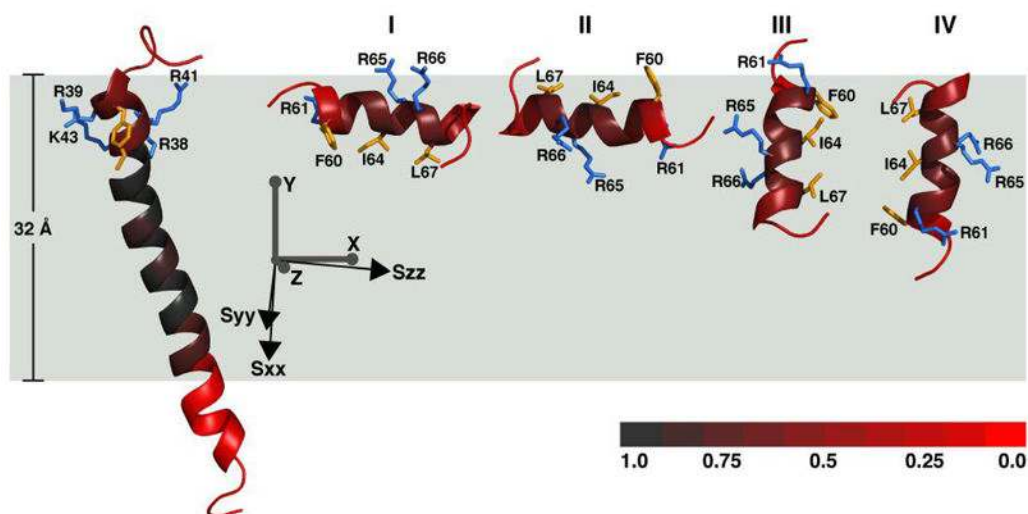 I II III IV
R39
R41
K43
R38
32 Å
R65
R66
R61
F60
I64
L67
L67
I64
F60
R66
R65
R61
R61
F60
R65
I64
R66
L67
L67
R66
I64
R65
F60
R61
Y
X
Z
Szz
Syy
Sxx
1.0 0.75 0.5 0.25 0.0